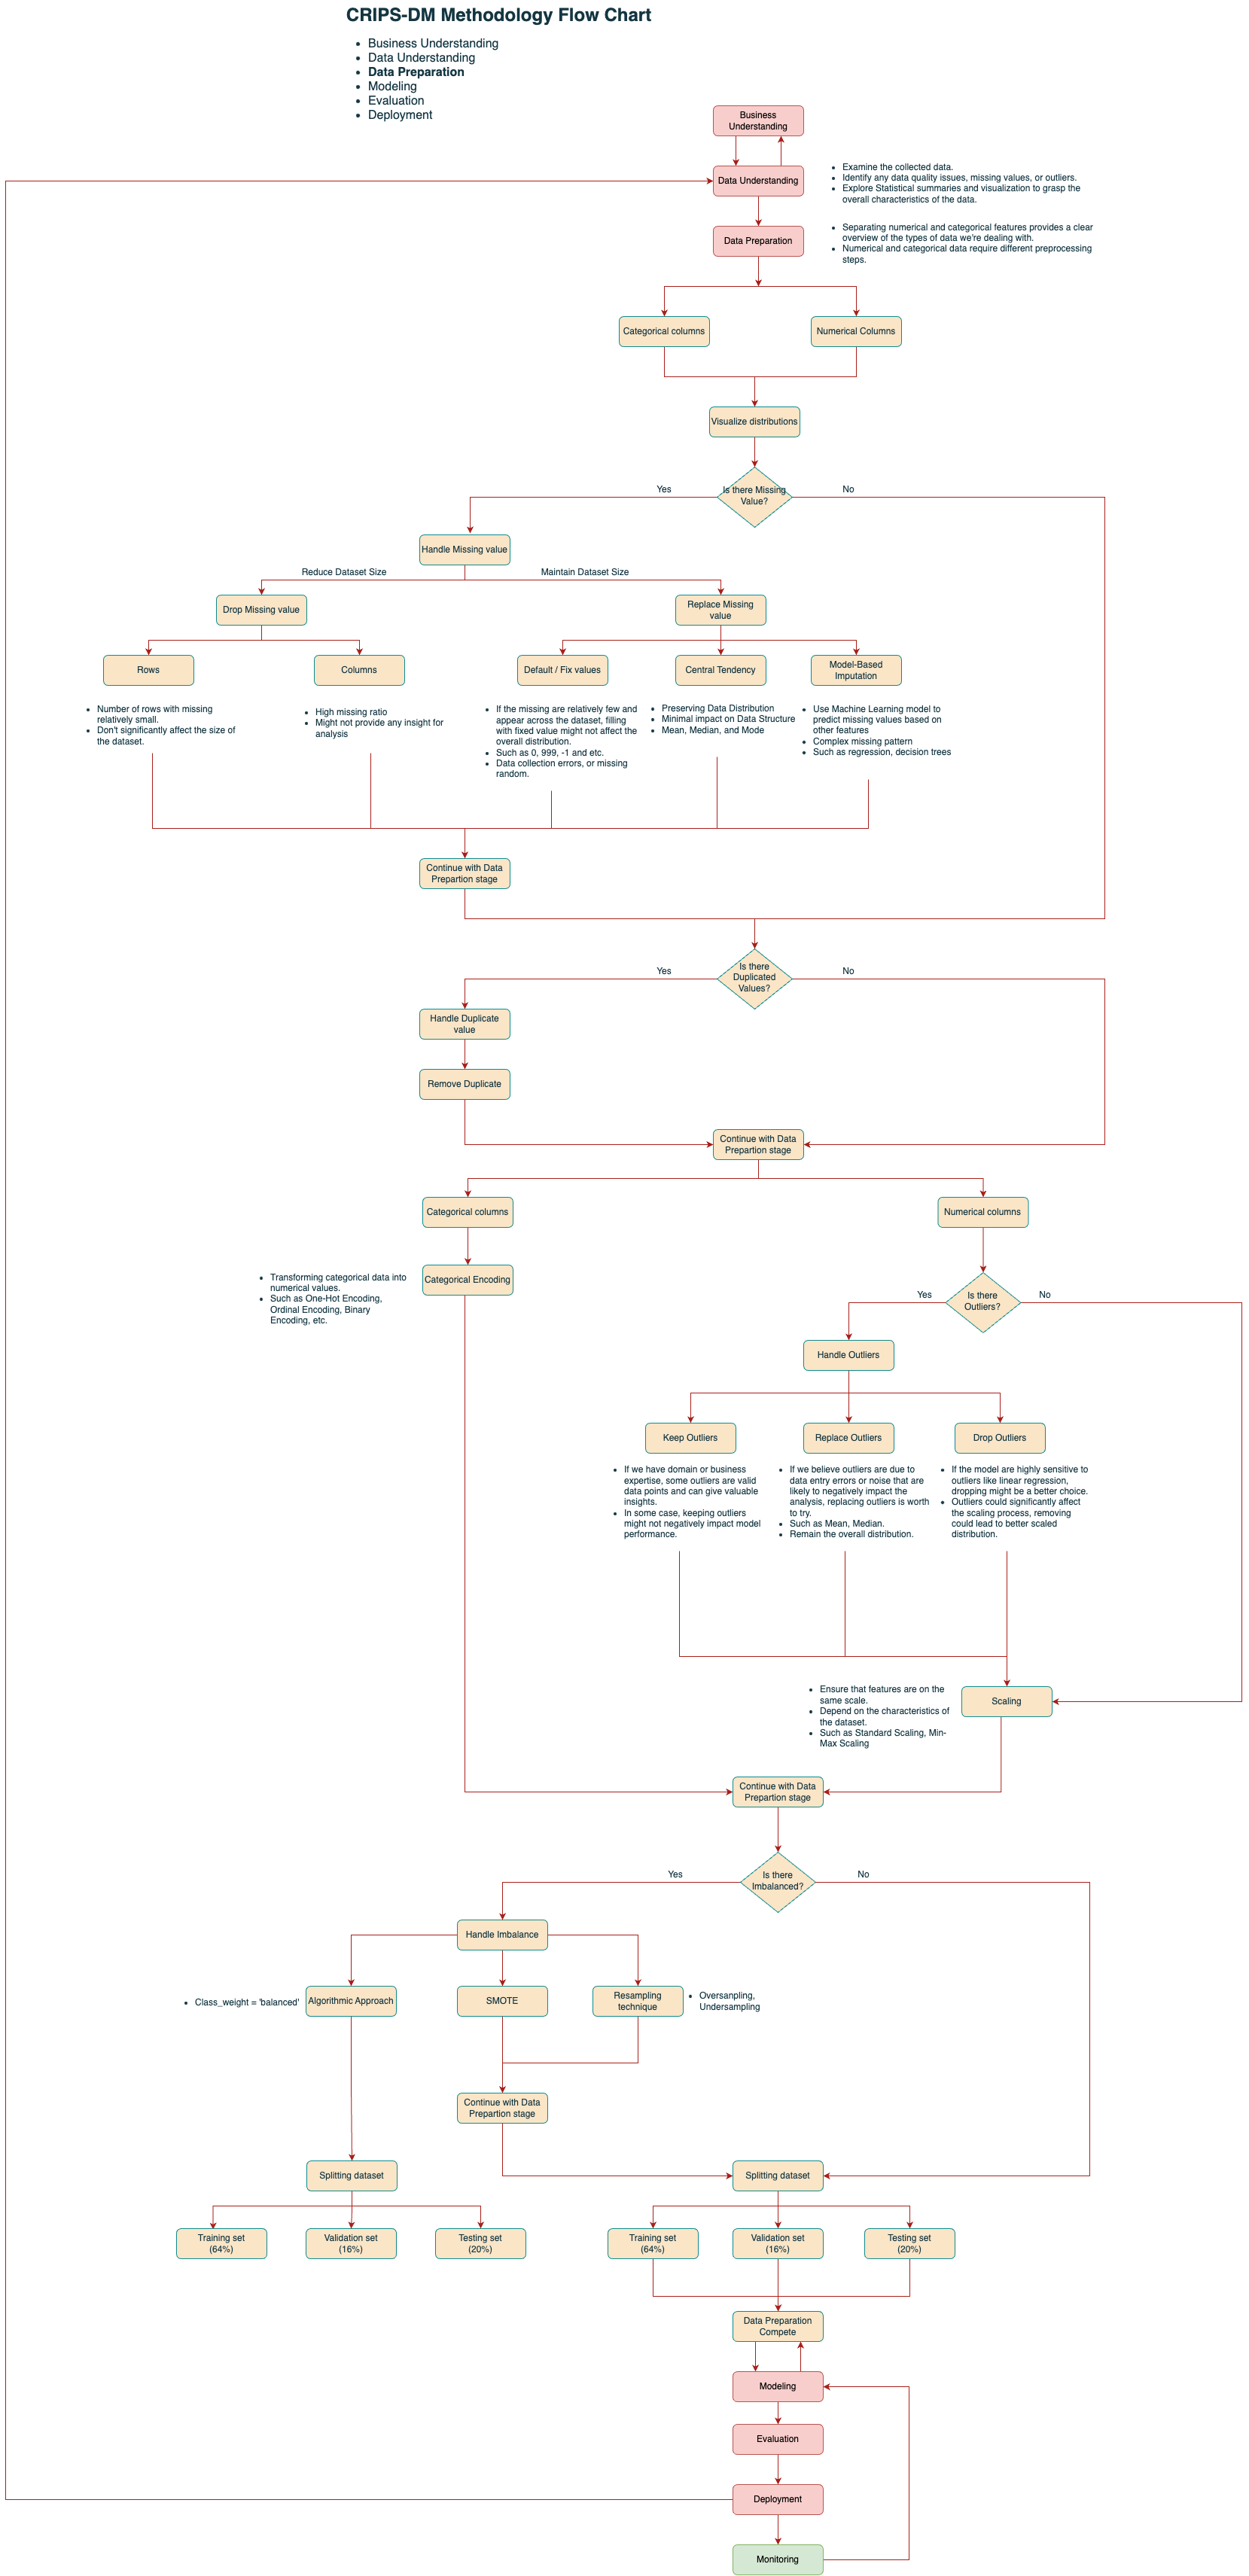 CRIPS-DM Methodology Flow Chart
Business Understanding
Data Understanding
Data Preparation
Modeling
Evaluation
Deployment
Business
Understanding
Data Understanding
Examine the collected data.
Identify any data quality issues, missing values, or outliers.
Explore Statistical summaries and visualization to grasp the
overall characteristics of the data.
Data Preparation
Separating numerical and categorical features provides a clear
overview of the types of data we're dealing with.
Numerical and categorical data require different preprocessing
steps.
Categorical columns
Numerical Columns
Visualize distributions
Yes
Is there Missing
Value?
No
Handle Missing value
Reduce Dataset Size
Maintain Dataset Size
Drop Missing value
Replace Missing
value
Rows
Columns
Default / Fix values
Central Tendency
Model-Based
Imputation
Number of rows with missing
relatively small.
Don't significantly affect the size of
the dataset.
High missing ratio
Might not provide any insight for
analysis
If the missing are relatively few and
appear across the dataset, filling
with fixed value might not affect the
overall distribution.
Such as 0, 999, -1 and etc.
Data collection errors, or missing
random.
Preserving Data Distribution
Minimal impact on Data Structure
Mean, Median, and Mode
Use Machine Learning model to
predict missing values based on
other features
Complex missing pattern
Such as regression, decision trees
Continue with Data
Prepartion stage
Yes
Is there
Duplicated
Values?
No
Handle Duplicate
value
Remove Duplicate
Continue with Data
Prepartion stage
Categorical columns
Numerical columns
Categorical Encoding
Transforming categorical data into
numerical values.
Such as One-Hot Encoding,
Ordinal Encoding, Binary
Encoding, etc.
Yes
Is there
Outliers?
No
Handle Outliers
Keep Outliers
Replace Outliers
Drop Outliers
If we have domain or business
expertise, some outliers are valid
data points and can give valuable
insights.
In some case, keeping outliers
might not negatively impact model
performance.
If we believe outliers are due to
data entry errors or noise that are
likely to negatively impact the
analysis, replacing outliers is worth
to try.
Such as Mean, Median.
Remain the overall distribution.
If the model are highly sensitive to
outliers like linear regression,
dropping might be a better choice.
Outliers could significantly affect
the scaling process, removing
could lead to better scaled
distribution.
Ensure that features are on the
same scale.
Depend on the characteristics of
the dataset.
Such as Standard Scaling, Min-
Max Scaling
Scaling
Continue with Data
Prepartion stage
Yes
Is there
Imbalanced?
No
Handle Imbalance
Class_weight = 'balanced'
Algorithmic Approach
SMOTE
Resampling
technique
Oversanpling,
Undersampling
Continue with Data
Prepartion stage
Splitting dataset
Splitting dataset
Training set
(64%)
Validation set
(16%)
Testing set
(20%)
Training set
(64%)
Validation set
(16%)
Testing set
(20%)
Data Preparation
Compete
Modeling
Evaluation
Deployment
Monitoring